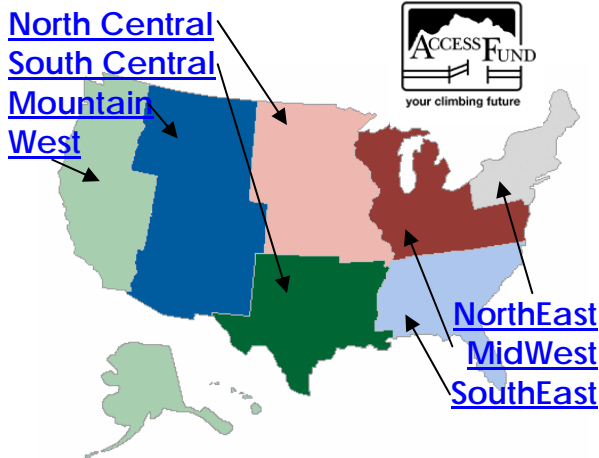 North Central
South Central
Mountain
West
ACCESS FUND
your climbing future
NorthEast
MidWest
SouthEast